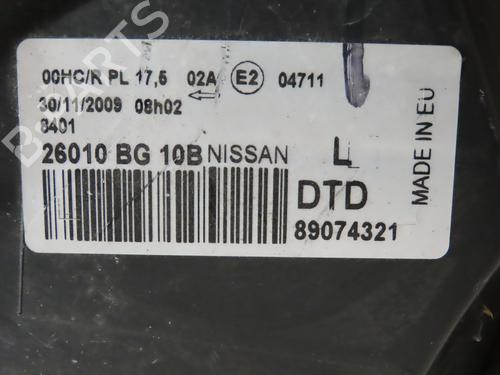 00HC/R PL 17,5 02A E2 04711
30/11/2009 08h02
8401
26010 BG 10B NISSAN L
DTD
89074321
MADE IN EU
B-PARTS